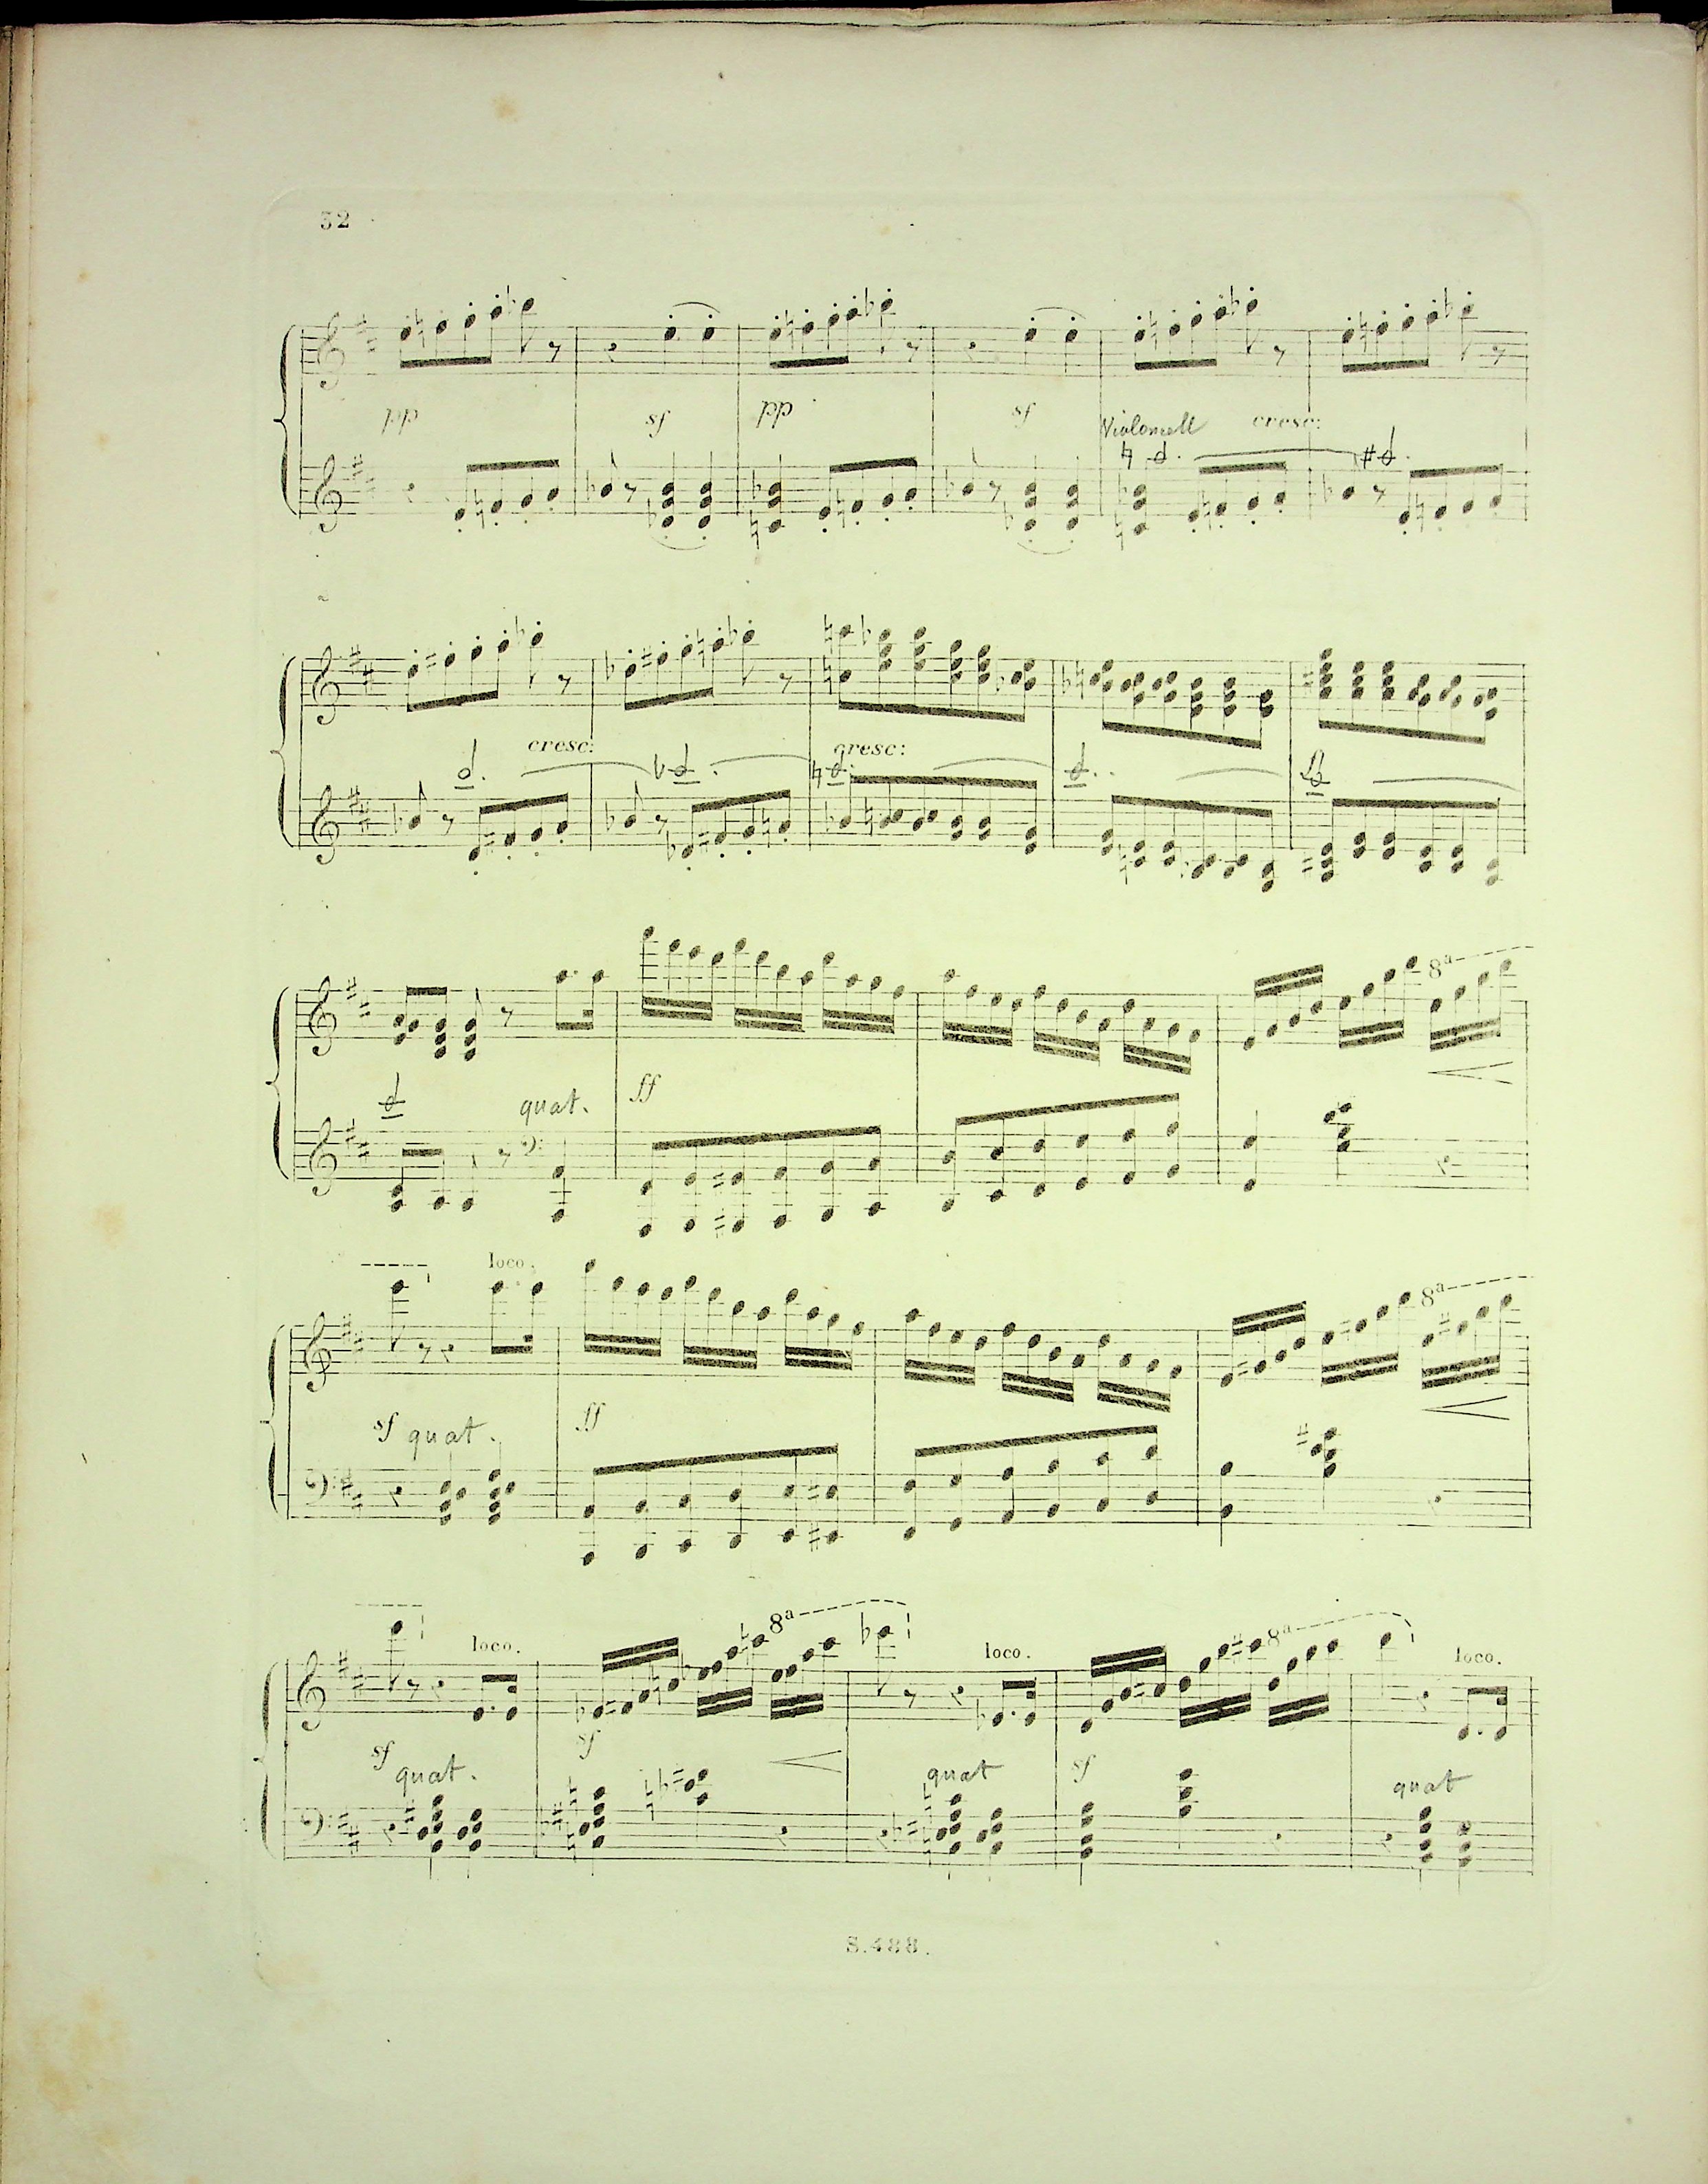 32
pp sf pp sf Violoncell cresc:
cresc: cresc:
quat. ff 8a
loco.
sf quat. ff 8a
loco. 8a loco. 8a loco.
sf quat. sf quat sf quat
S.488.